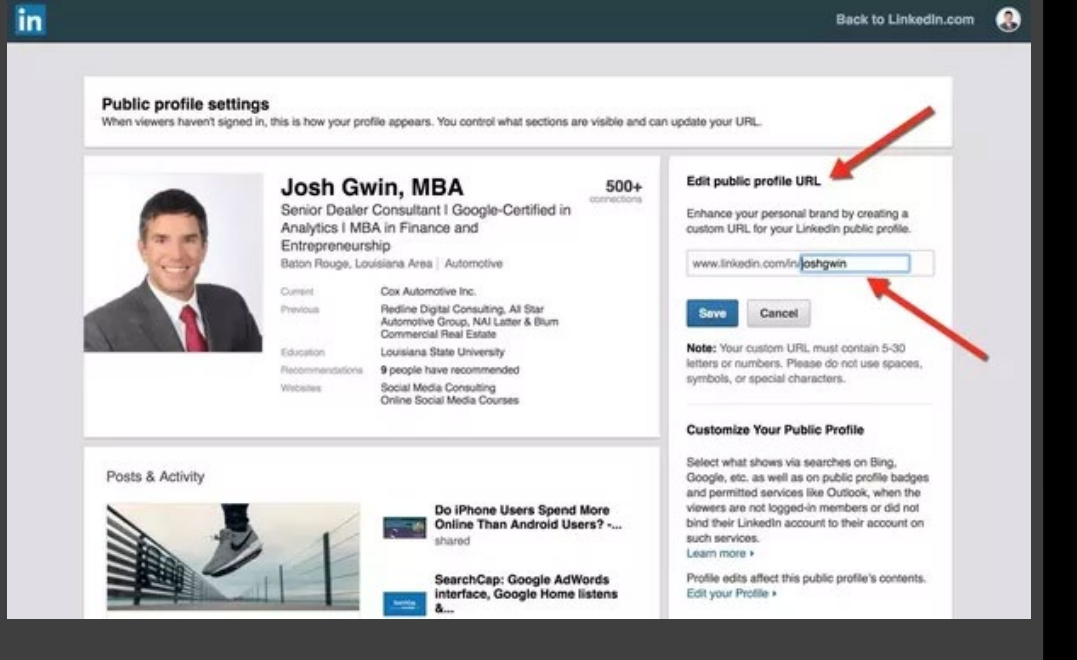 in
Back to LinkedIn.com
Public profile settings
When viewers haven't signed in, this is how your profile appears. You control what sections are visible and can update your URL.
Josh Gwin, MBA
500+
connections
Senior Dealer Consultant | Google-Certified in
Analytics | MBA in Finance and
Entrepreneurship
Baton Rouge, Louisiana Area | Automotive
Current Cox Automotive Inc.
Previous Redline Digital Consulting, All Star
Automotive Group, NAI Latter & Blum
Commercial Real Estate
Education Louisiana State University
Recommendations 9 people have recommended
Websites Social Media Consulting
Online Social Media Courses
Posts & Activity
Do iPhone Users Spend More
Online Than Android Users? -...
shared
SearchCap: Google AdWords
interface, Google Home listens
&...
Edit public profile URL
Enhance your personal brand by creating a
custom URL for your LinkedIn public profile.
www.linkedin.com/in/joshgwin
Save Cancel
Note: Your custom URL must contain 5-30
letters or numbers. Please do not use spaces,
symbols, or special characters.
Customize Your Public Profile
Select what shows via searches on Bing,
Google, etc. as well as on public profile badges
and permitted services like Outlook, when the
viewers are not logged-in members or did not
bind their LinkedIn account to their account on
such services.
Learn more
Profile edits affect this public profile's contents.
Edit your Profile